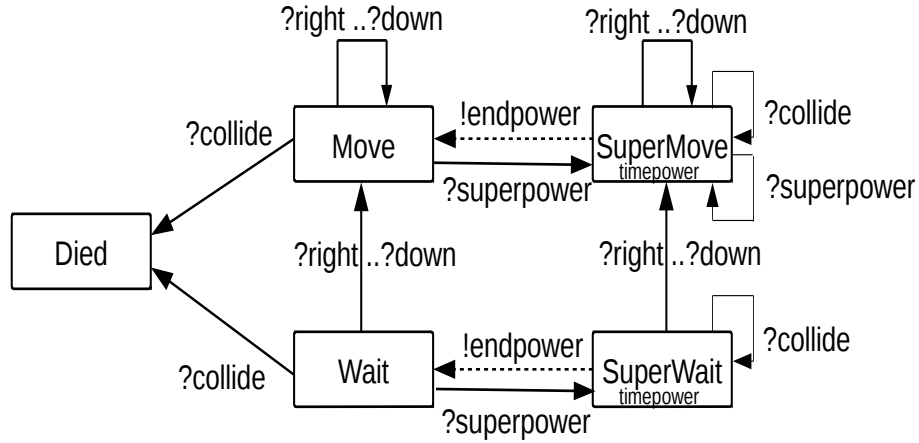 ?right ..?down
?right ..?down
?collide
!endpower
?collide
Move
SuperMove
timepower
?superpower
?superpower
Died
?right ..?down
?right ..?down
!endpower
?collide
?collide
Wait
SuperWait
timepower
?superpower